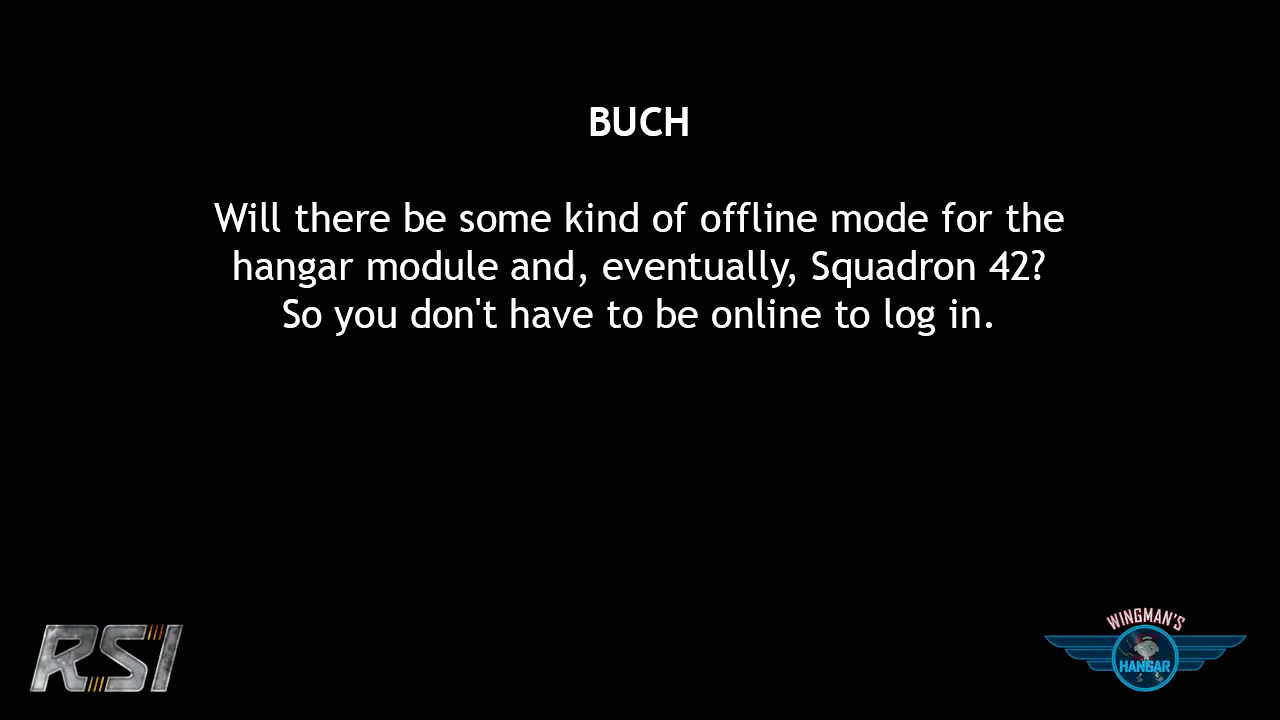 BUCH
Will there be some kind of offline mode for the
hangar module and, eventually, Squadron 42?
So you don't have to be online to log in.
RSI
WINGMAN'S
HANGAR